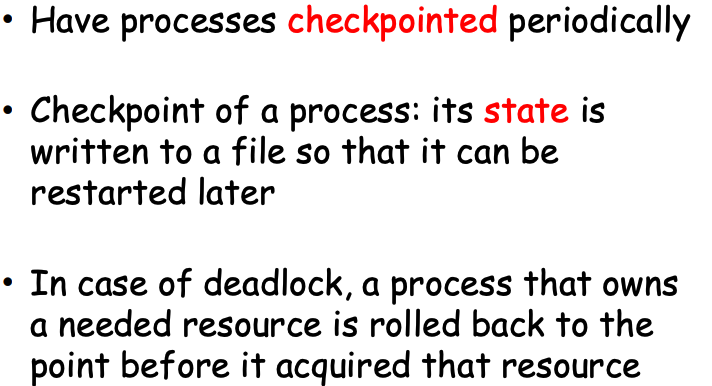 • Have processes checkpointed periodically
• Checkpoint of a process: its state is
written to a file so that it can be
restarted later
• In case of deadlock, a process that owns
a needed resource is rolled back to the
point before it acquired that resource